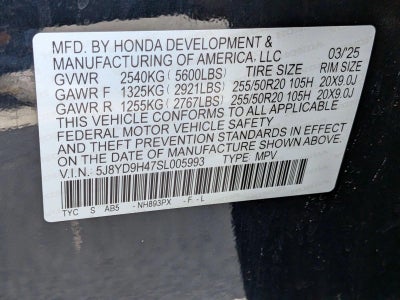 MFD. BY HONDA DEVELOPMENT &
MANUFACTURING OF AMERICA, LLC 03/'25
GVWR 2540KG (5600LBS) TIRE SIZE RIM SIZE
GAWR F 1325KG (2921LBS) 255/50R20 105H 20X9.0J
GAWR R 1255KG (2767LBS) 255/50R20 105H 20X9.0J
THIS VEHICLE CONFORMS TO ALL APPLICABLE
FEDERAL MOTOR VEHICLE SAFETY
AND THEFT PREVENTION STANDARDS IN EFFECT
ON THE DATE OF MANUFACTURE SHOWN ABOVE.
V.I.N. 5J8YD9H47SL005993 TYPE: MPV
TYC S AB5 -NH893PX -F-L